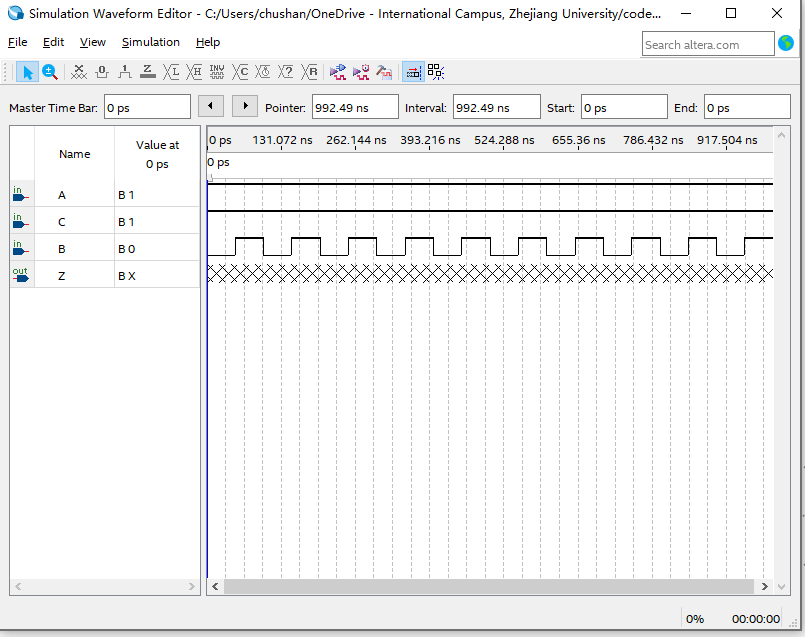 Simulation Waveform Editor - C:/Users/chushan/OneDrive - International Campus, Zhejiang University/code...
File Edit View Simulation Help
Search altera.com
Master Time Bar: 0 ps Pointer: 992.49 ns Interval: 992.49 ns Start: 0 ps End: 0 ps
Name Value at 0 ps
0 ps 131.072 ns 262.144 ns 393.216 ns 524.288 ns 655.36 ns 786.432 ns 917.504 ns
0 ps
in A B 1
in C B 1
in B B 0
out Z B X
0% 00:00:00